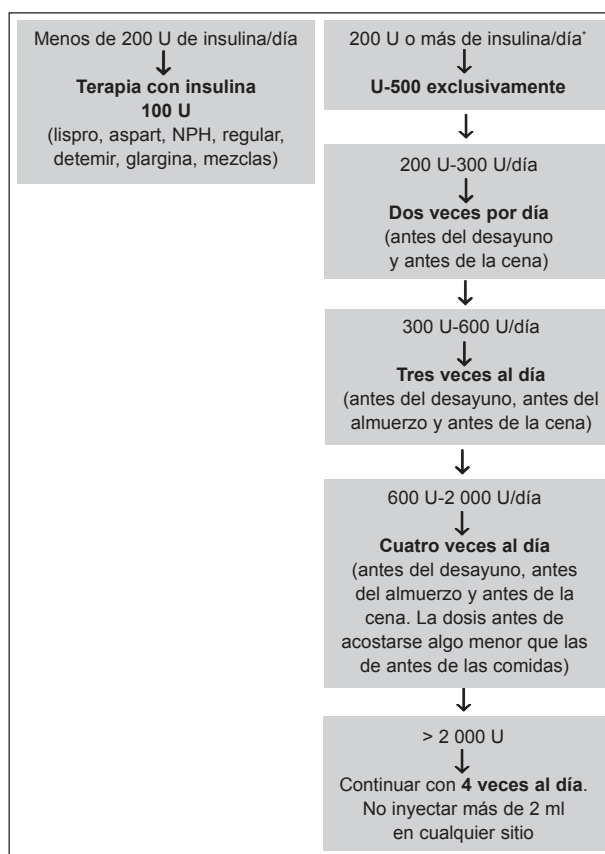 Menos de 200 U de insulina/día
Terapia con insulina
100 U
(lispro, aspart, NPH, regular,
detemir, glargina, mezclas)
200 U o más de insulina/día*
U-500 exclusivamente
200 U-300 U/día
Dos veces por día
(antes del desayuno
y antes de la cena)
300 U-600 U/día
Tres veces al día
(antes del desayuno, antes del
almuerzo y antes de la cena)
600 U-2 000 U/día
Cuatro veces al día
(antes del desayuno, antes
del almuerzo y antes de la
cena. La dosis antes de
acostarse algo menor que las
de antes de las comidas)
> 2 000 U
Continuar con 4 veces al día.
No inyectar más de 2 ml
en cualquier sitio